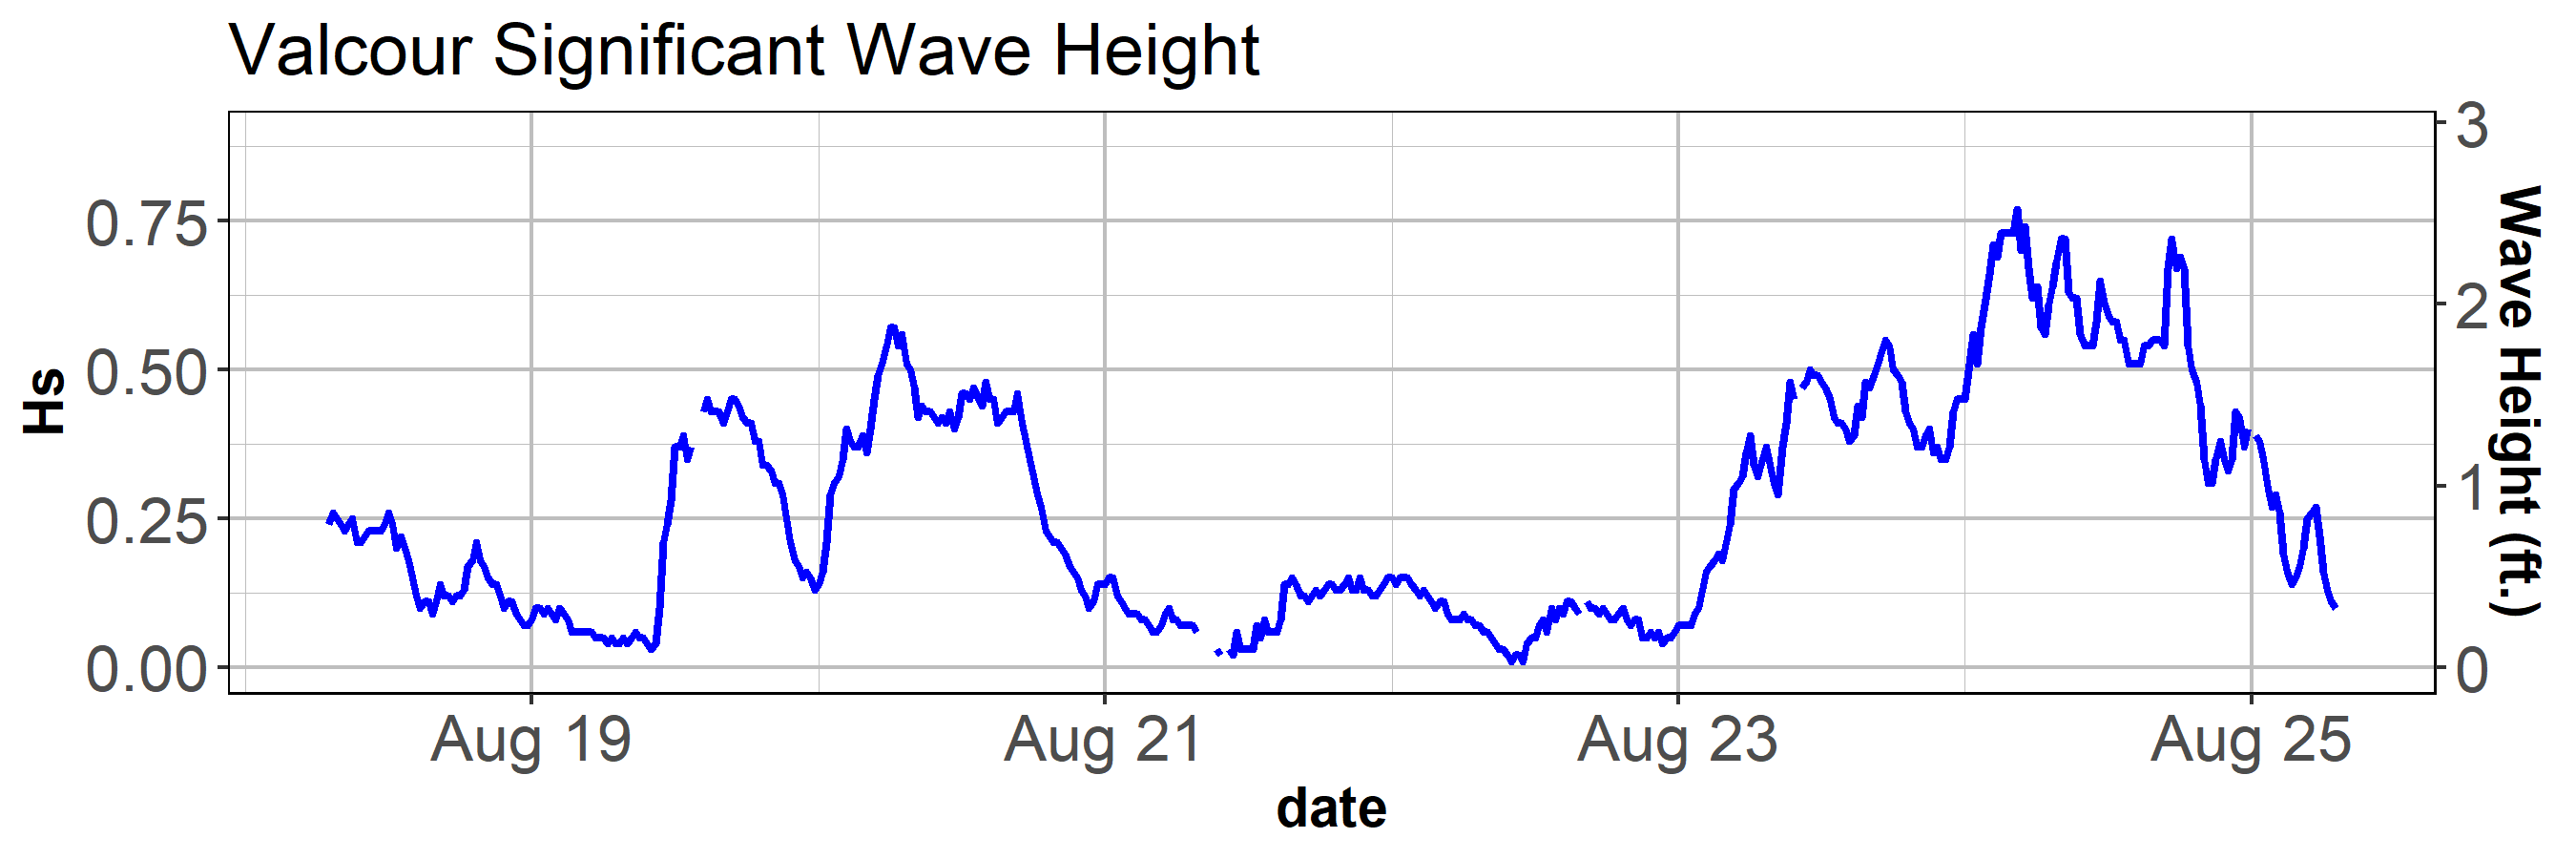 Valcour Significant Wave Height
Hs
0.75
0.50
0.25
0.00
3
2
1
0
Wave Height (ft.)
Aug 19
Aug 21
Aug 23
Aug 25
date